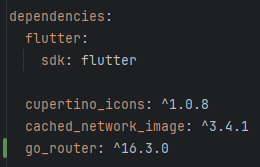 dependencies:
  flutter:
    sdk: flutter

  cupertino_icons: ^1.0.8
  cached_network_image: ^3.4.1
  go_router: ^16.3.0